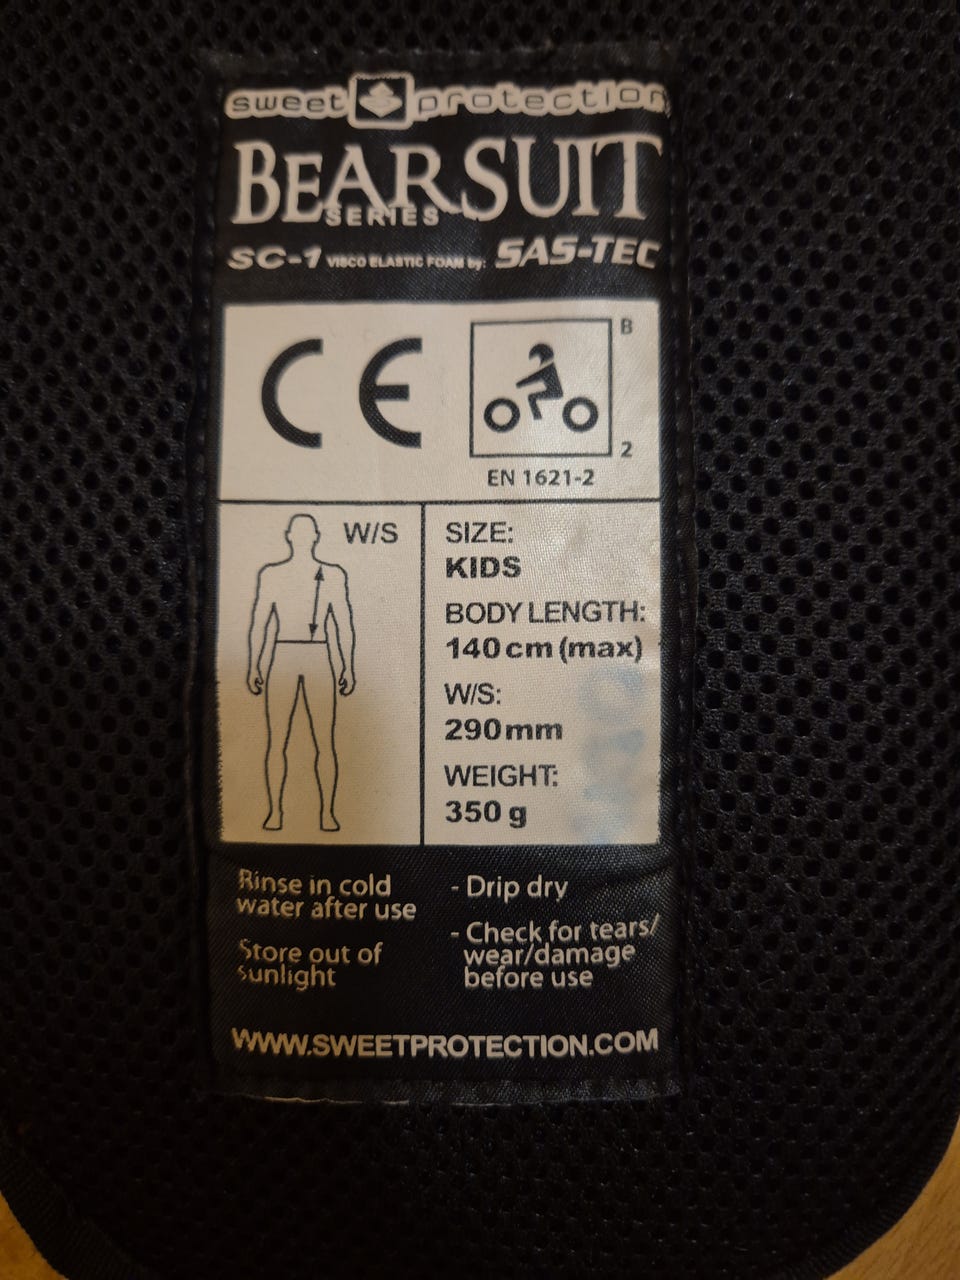 sweet protection
BEARSUIT
SERIES
SC-1 VISCO ELASTIC FOAM by: SAS-TEC
CE
B
2
EN 1621-2
W/S
SIZE:
KIDS
BODY LENGTH:
140 cm (max)
W/S:
290mm
WEIGHT:
350 g
Rinse in cold
water after use
Store out of
sunlight
- Drip dry
- Check for tears/
wear/damage
before use
WWW.SWEETPROTECTION.COM